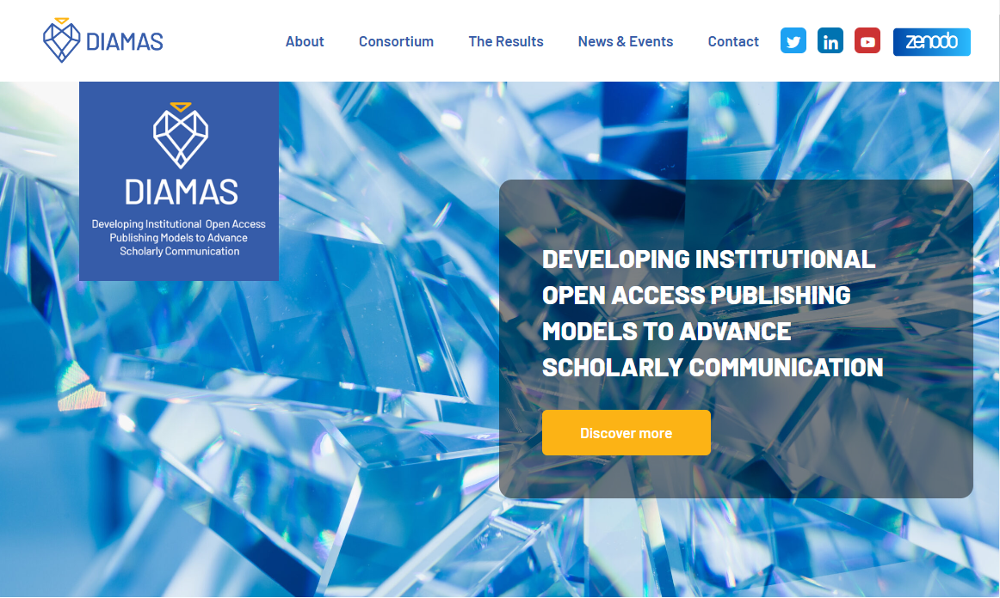 DIAMAS
About
Consortium
The Results
News & Events
Contact
zenodo
DIAMAS
Developing Institutional Open Access
Publishing Models to Advance
Scholarly Communication
DEVELOPING INSTITUTIONAL
OPEN ACCESS PUBLISHING
MODELS TO ADVANCE
SCHOLARLY COMMUNICATION
Discover more